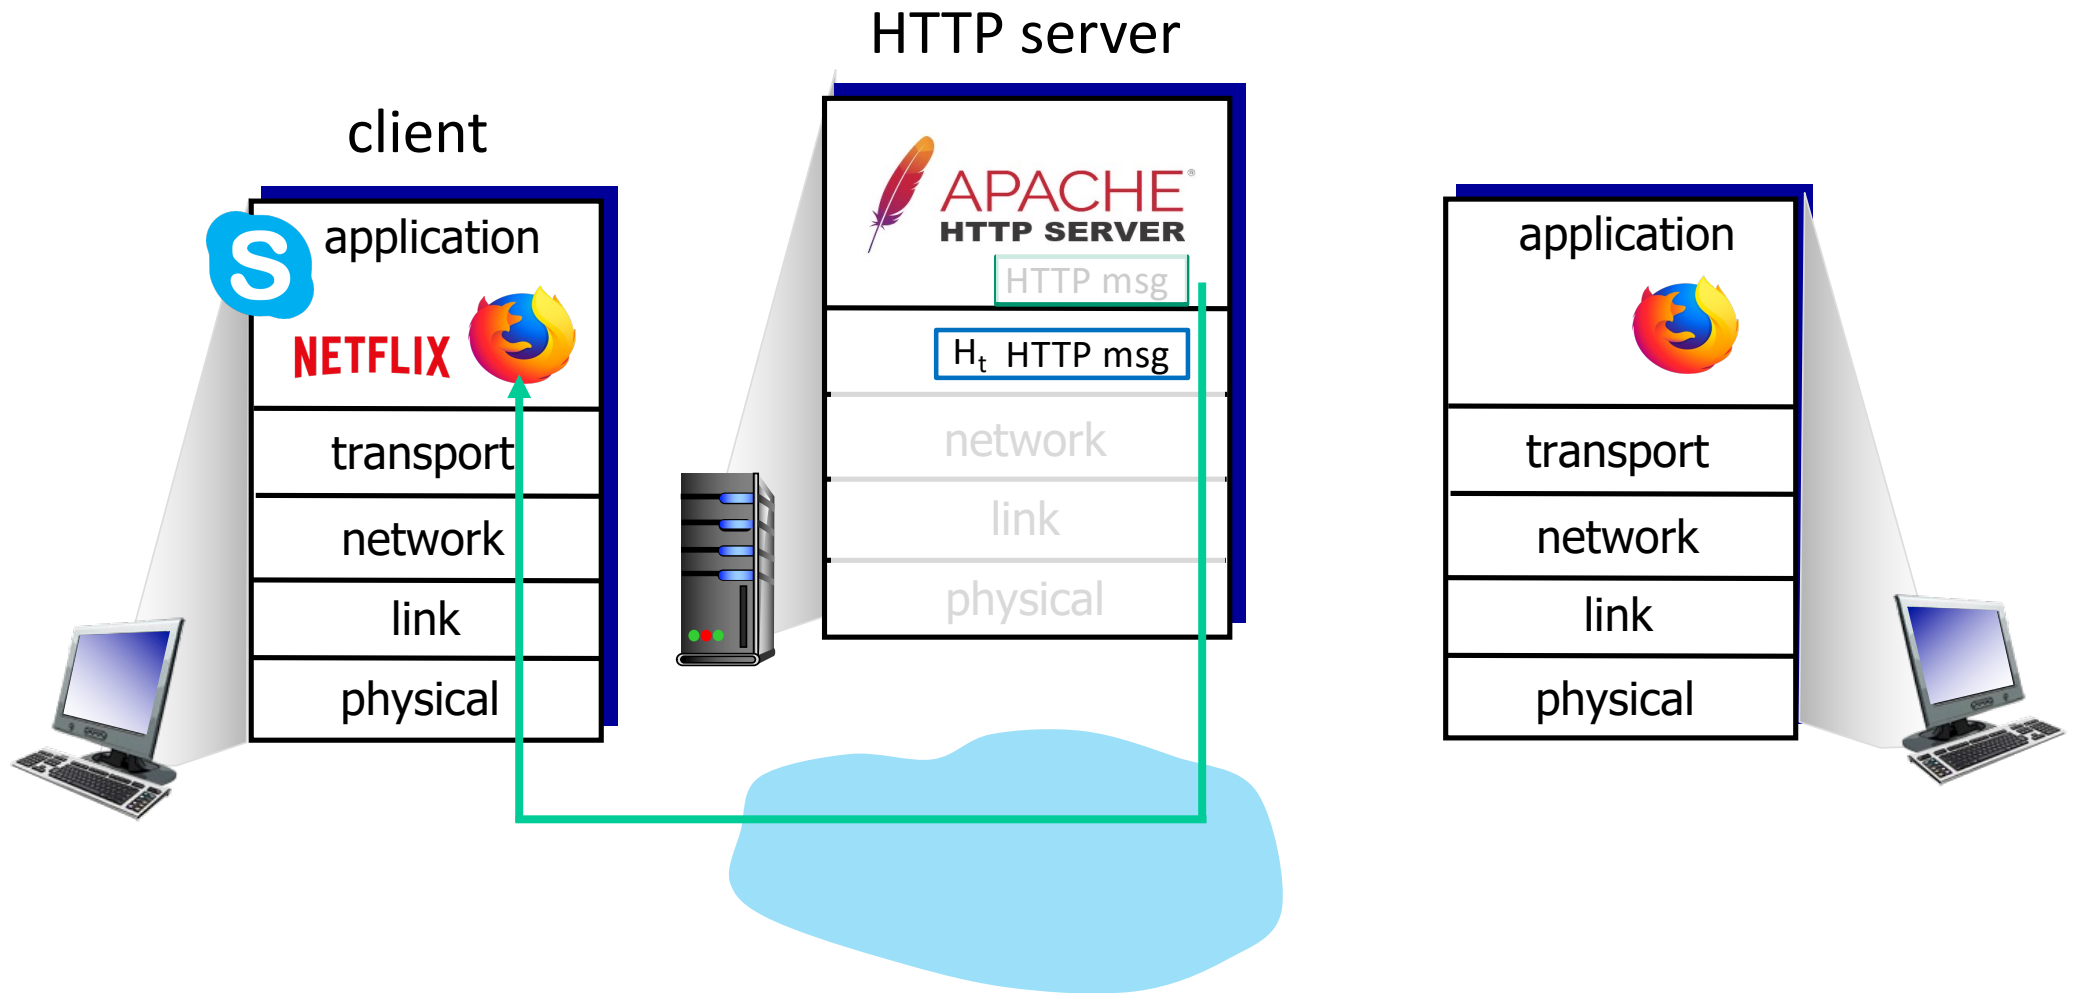 HTTP server
client
application
S
NETFLIX
transport
network
link
physical
APACHE®
HTTP SERVER
HTTP msg
Hₜ HTTP msg
network
link
physical
application
transport
network
link
physical